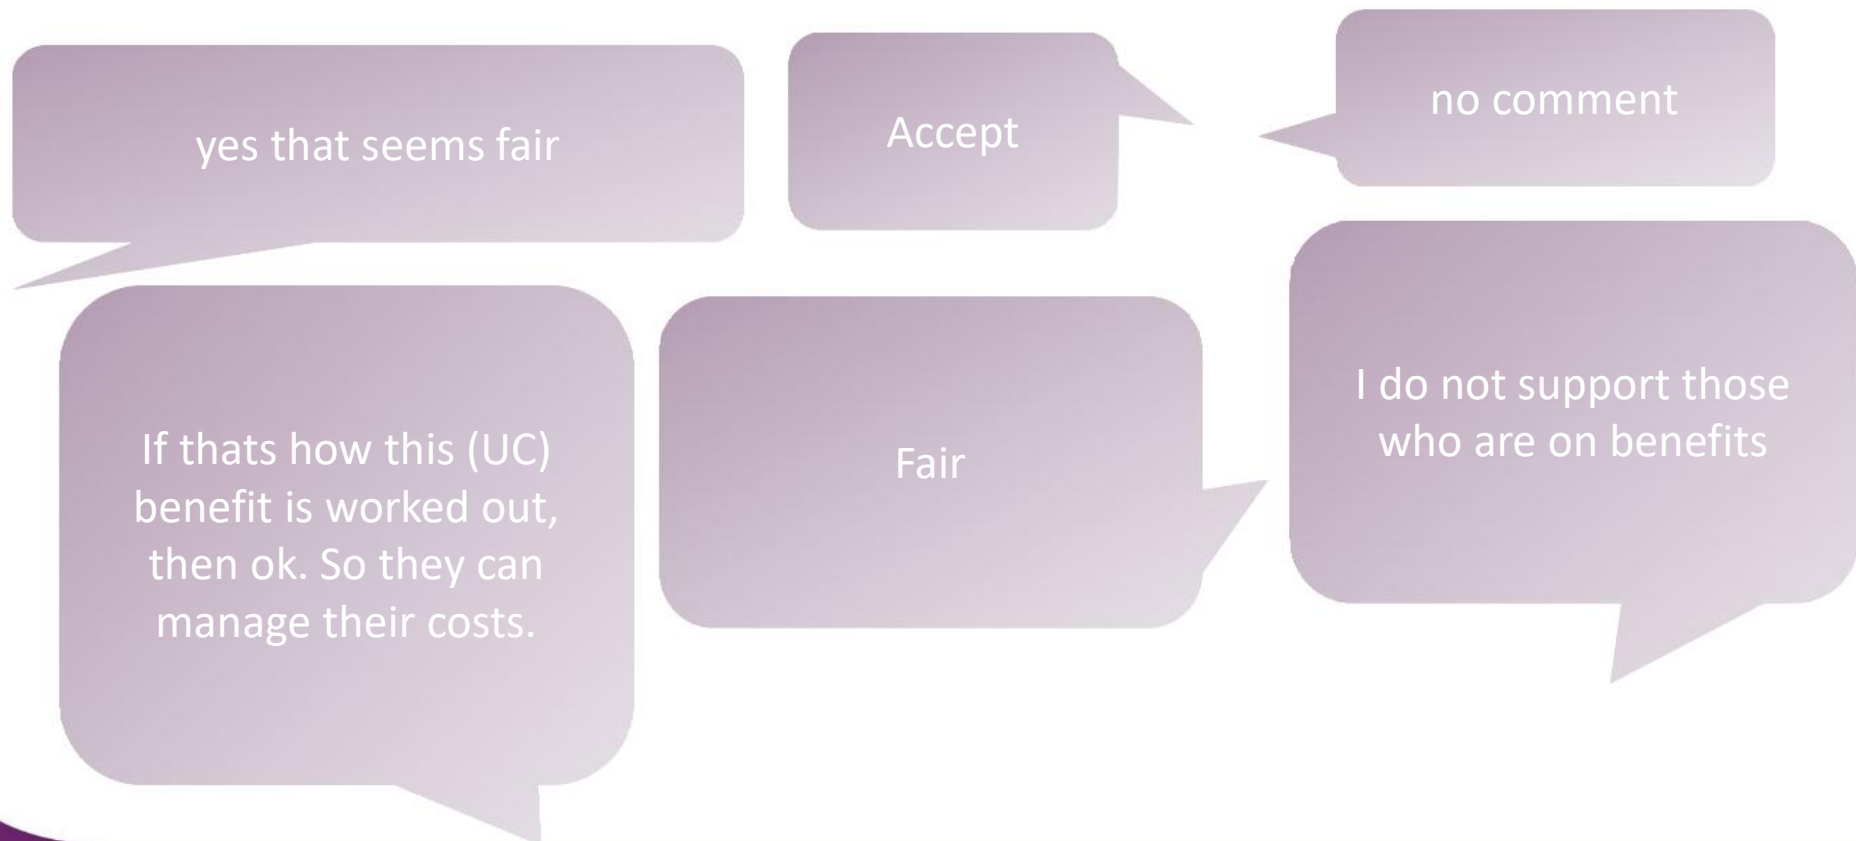 yes that seems fair
Accept
no comment
If thats how this (UC)
benefit is worked out,
then ok. So they can
manage their costs.
Fair
I do not support those
who are on benefits